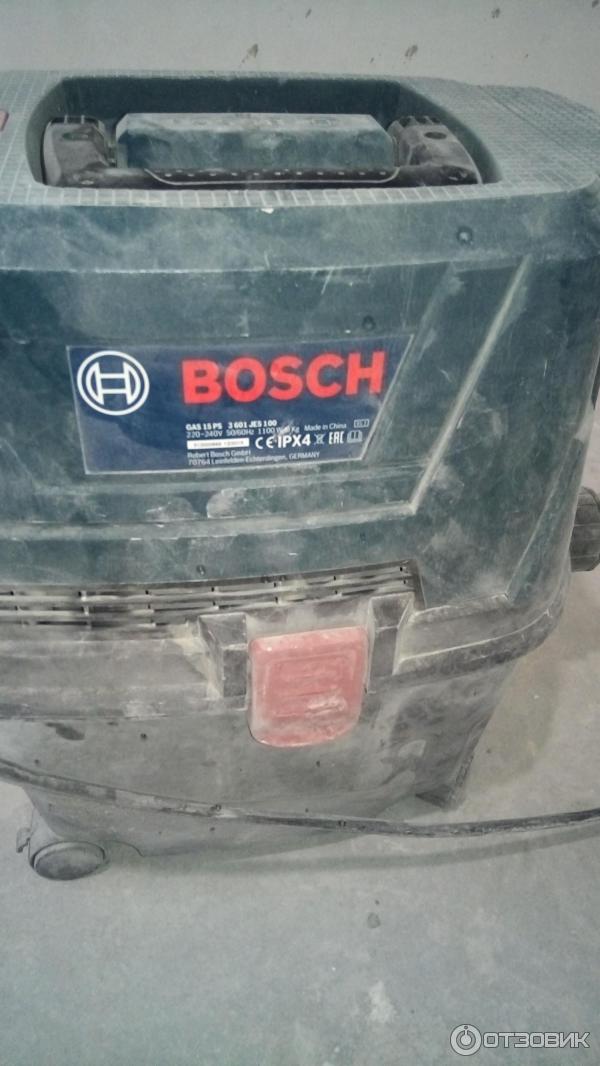 BOSCH
GAS 15 PS 3 601 JE5 100
220-240V 50/60Hz 1100 W Kg Made in China
CE IPX4 EAC
Robert Bosch GmbH
70764 Leinfelden-Echterdingen, GERMANY
ОТЗОВИК